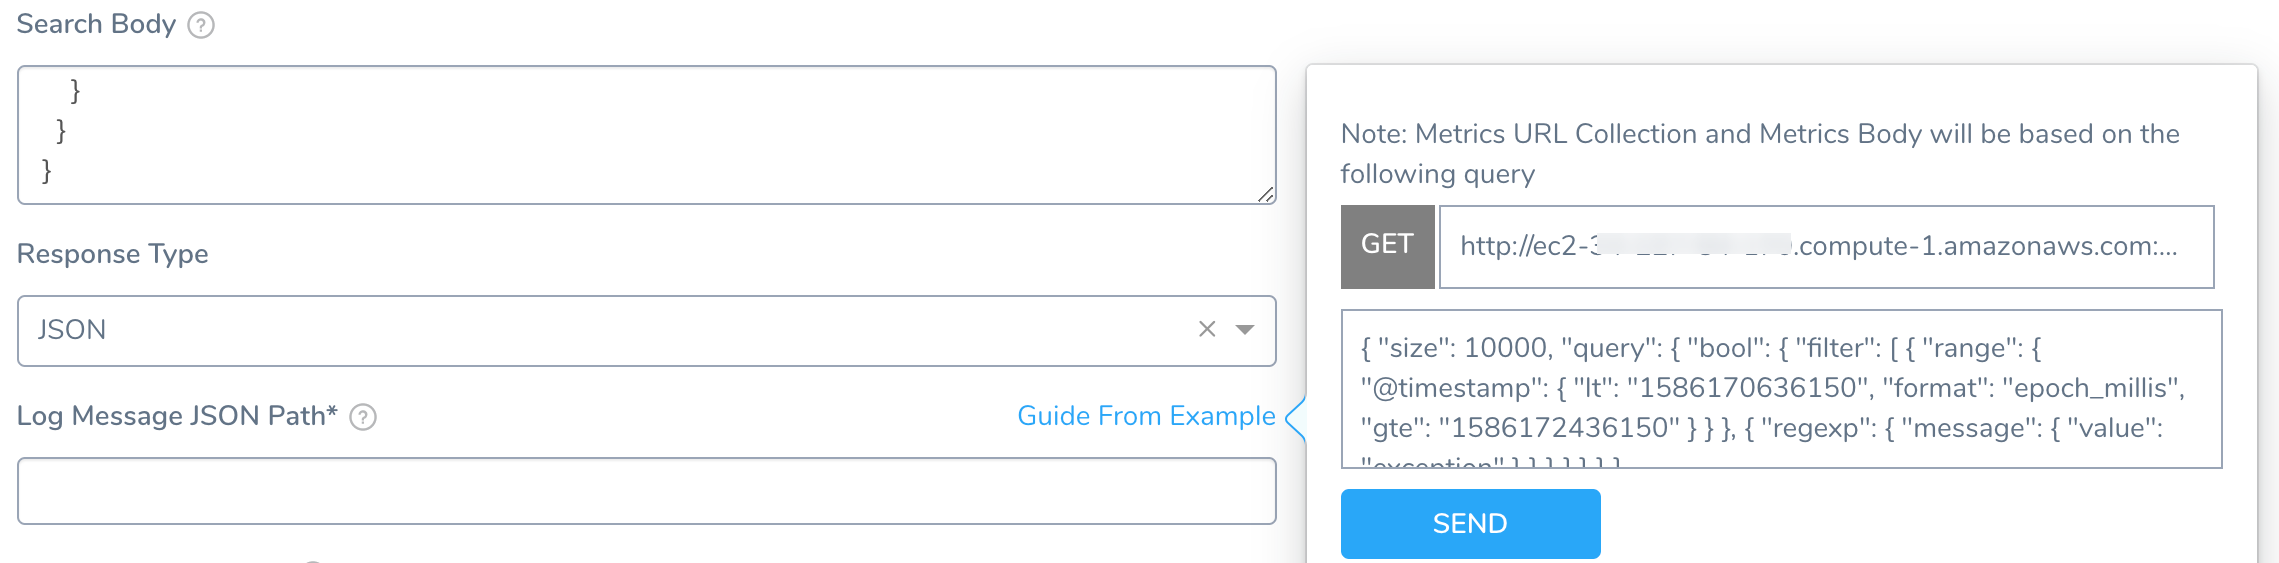 Search Body ?
}
}
}
Response Type
JSON
Log Message JSON Path* ?
Guide From Example
Note: Metrics URL Collection and Metrics Body will be based on the
following query
GET
http://ec2-3 .compute-1.amazonaws.com:...
{ "size": 10000, "query": { "bool": { "filter": [ { "range": {
"@timestamp": { "lt": "1586170636150", "format": "epoch_millis",
"gte": "1586172436150" } } }, { "regexp": { "message": { "value":
"exception" } } } } } } }
SEND